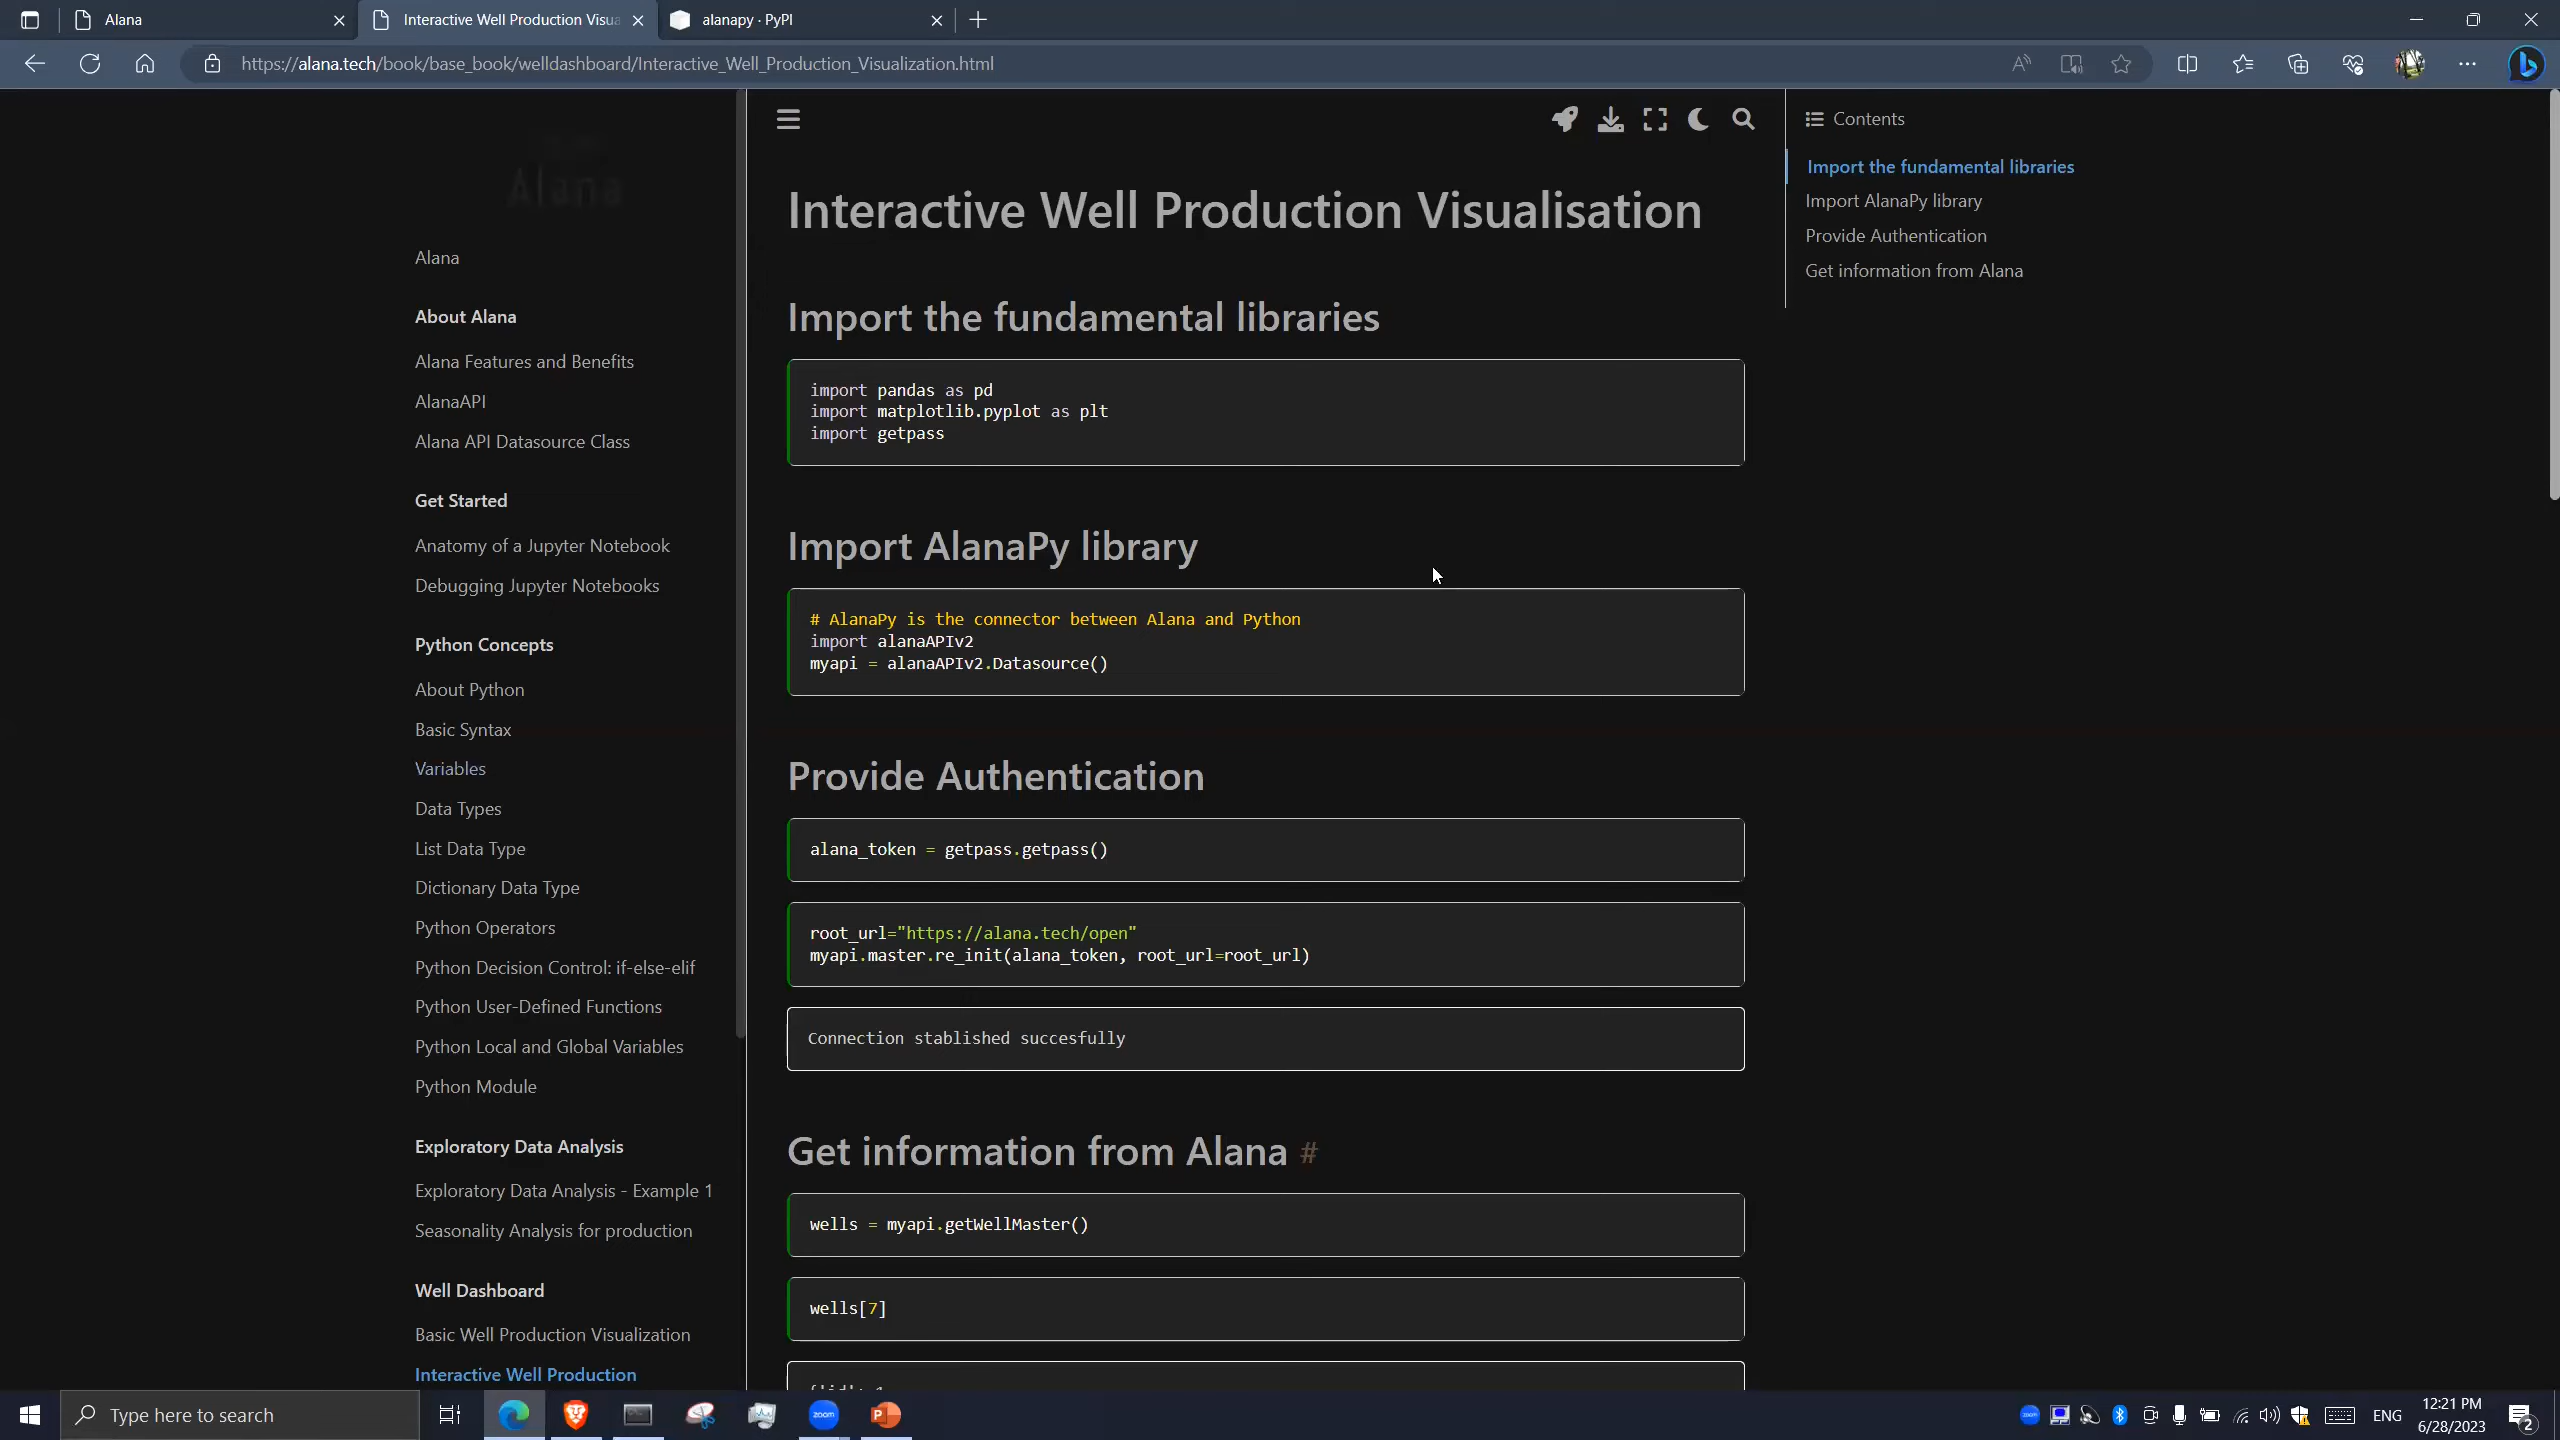 Alana
Interactive Well Production Visua
alanapy · PyPI
https://alana.tech/book/base_book/welldashboard/Interactive_Well_Production_Visualization.html
Alana
Alana
About Alana
Alana Features and Benefits
AlanaAPI
Alana API Datasource Class
Get Started
Anatomy of a Jupyter Notebook
Debugging Jupyter Notebooks
Python Concepts
About Python
Basic Syntax
Variables
Data Types
List Data Type
Dictionary Data Type
Python Operators
Python Decision Control: if-else-elif
Python User-Defined Functions
Python Local and Global Variables
Python Module
Exploratory Data Analysis
Exploratory Data Analysis - Example 1
Seasonality Analysis for production
Well Dashboard
Basic Well Production Visualization
Interactive Well Production
Interactive Well Production Visualisation
Import the fundamental libraries
import pandas as pd
import matplotlib.pyplot as plt
import getpass
Import AlanaPy library
# AlanaPy is the connector between Alana and Python
import alanaAPIv2
myapi = alanaAPIv2.Datasource()
Provide Authentication
alana_token = getpass.getpass()
root_url="https://alana.tech/open"
myapi.master.re_init(alana_token, root_url=root_url)
Connection stablished succesfully
Get information from Alana #
wells = myapi.getWellMaster()
wells[7]
Contents
Import the fundamental libraries
Import AlanaPy library
Provide Authentication
Get information from Alana
Type here to search
zoom
ENG
12:21 PM
6/28/2023
2